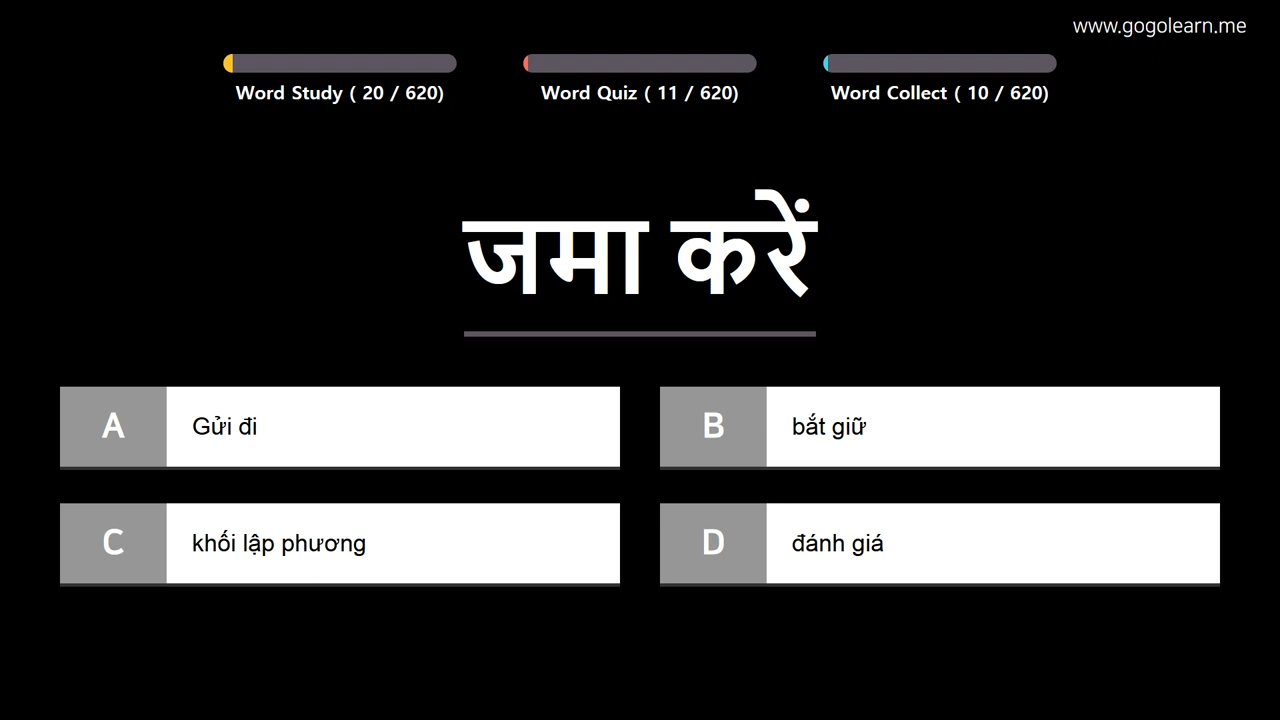 www.gogolearn.me
Word Study ( 20 / 620)
Word Quiz ( 11 / 620)
Word Collect ( 10 / 620)
जमा करें
A
Gửi đi
B
bắt giữ
C
khối lập phương
D
đánh giá